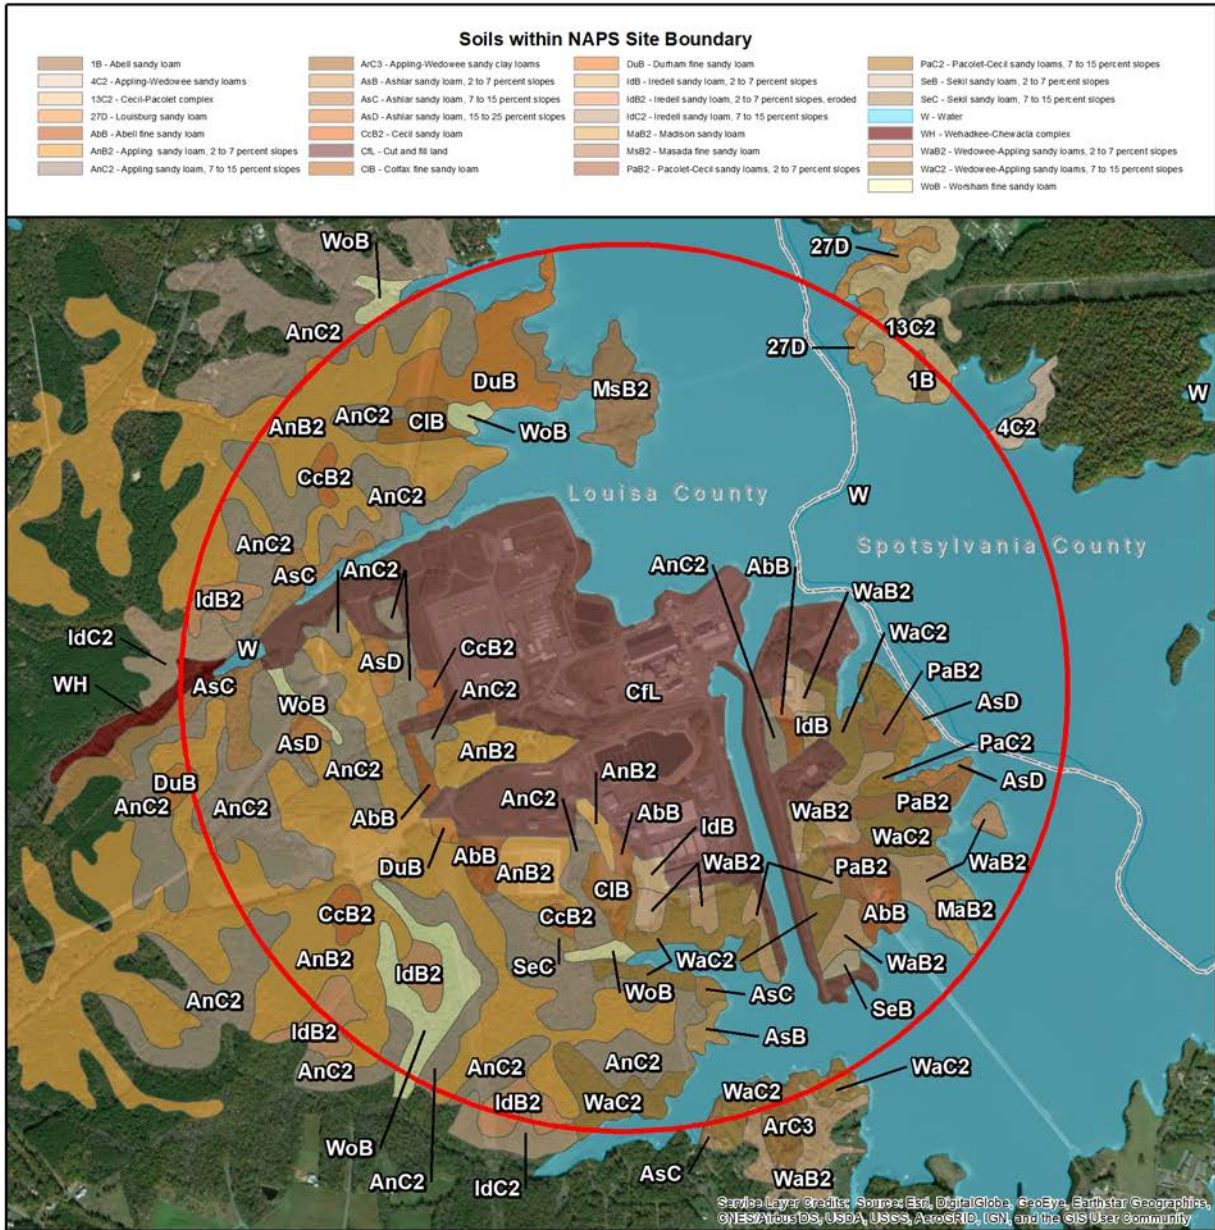 Soils within NAPS Site Boundary
1B - Abell sandy loam
4C2 - Appling-Wedowee sandy loams
13C2 - Cecil-Pacolet complex
27D - Louisburg sandy loam
AbB - Abell fine sandy loam
AnB2 - Appling sandy loam, 2 to 7 percent slopes
AnC2 - Appling sandy loam, 7 to 15 percent slopes
ArC3 - Appling-Wedowee sandy clay loams
AsB - Ashlar sandy loam, 2 to 7 percent slopes
AsC - Ashlar sandy loam, 7 to 15 percent slopes
AsD - Ashlar sandy loam, 15 to 25 percent slopes
CcB2 - Cecil sandy loam
CfL - Cut and fill land
ClB - Colfax fine sandy loam
DuB - Durham fine sandy loam
IdB - Iredell sandy loam, 2 to 7 percent slopes
IdB2 - Iredell sandy loam, 2 to 7 percent slopes, eroded
IdC2 - Iredell sandy loam, 7 to 15 percent slopes
MaB2 - Madison sandy loam
MsB2 - Masada fine sandy loam
PaB2 - Pacolet-Cecil sandy loams, 2 to 7 percent slopes
PaC2 - Pacolet-Cecil sandy loams, 7 to 15 percent slopes
SeB - Sekil sandy loam, 2 to 7 percent slopes
SeC - Sekil sandy loam, 7 to 15 percent slopes
W - Water
WH - Wehadkee-Chewacla complex
WaB2 - Wedowee-Appling sandy loams, 2 to 7 percent slopes
WaC2 - Wedowee-Appling sandy loams, 7 to 15 percent slopes
WoB - Worsham fine sandy loam
WoB
27D
AnC2
13C2
27D
DuB
MsB2
1B
W
AnC2
ClB
AnB2
WoB
4C2
CcB2
AnC2
Louisa County
W
AnC2
Spotsylvania County
AsC
AnC2
AnC2
AbB
WaB2
IdB2
WaC2
IdC2
W
AsD
CcB2
PaB2
WH
AsC
AnC2
CfL
AsD
WoB
IdB
AsD
AnB2
PaC2
AnC2
AnB2
DuB
AsD
AnC2
AnC2
AnC2
PaB2
AbB
AbB
WaB2
IdB
WaC2
DuB
AbB
AnB2
WaB2
PaB2
WaB2
ClB
CcB2
CcB2
AbB
MaB2
AnB2
SeC
IdB2
WaC2
WaB2
WoB
AsC
AnC2
SeB
IdB2
AsB
AnC2
AnC2
AnC2
WaC2
IdB2
WaC2
WaC2
ArC3
WoB
AnC2
IdC2
AsC
WaB2
Service Layer Credits: Source: Esri, DigitalGlobe, GeoEye, Earthstar Geographics,
CNES/Airbus DS, USDA, USGS, AeroGRID, IGN, and the GIS User Community